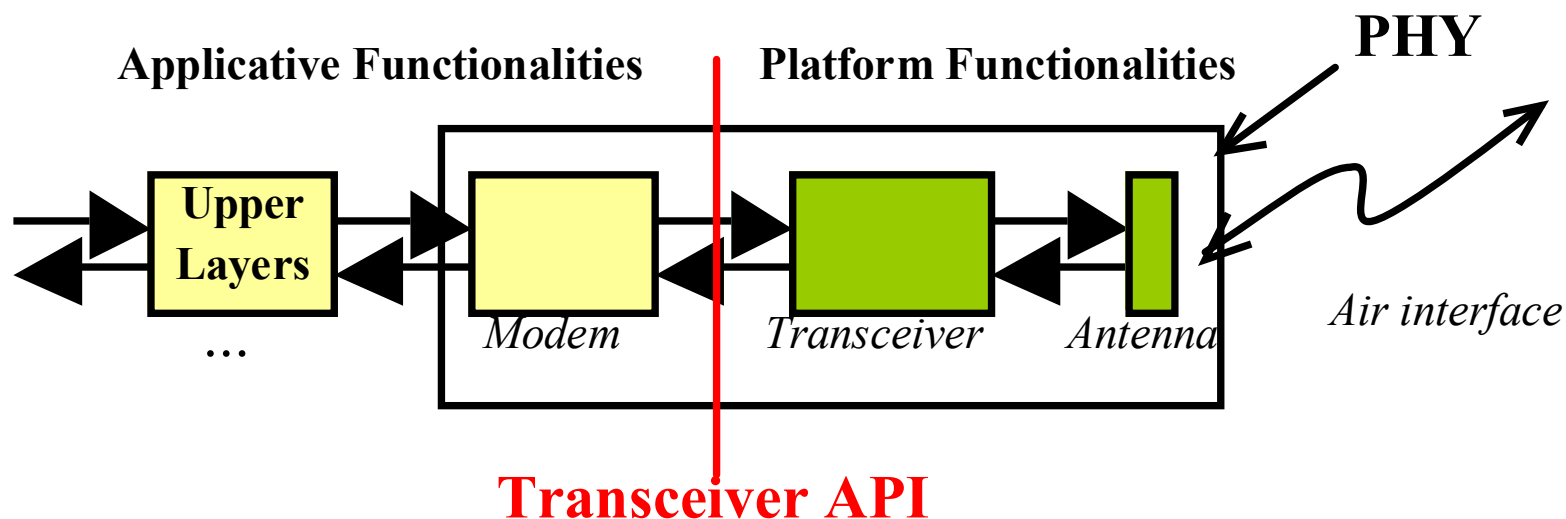 PHY
Applicative Functionalities
Platform Functionalities
Upper
Layers
...
Modem
Transceiver
Antenna
Air interface
Transceiver API